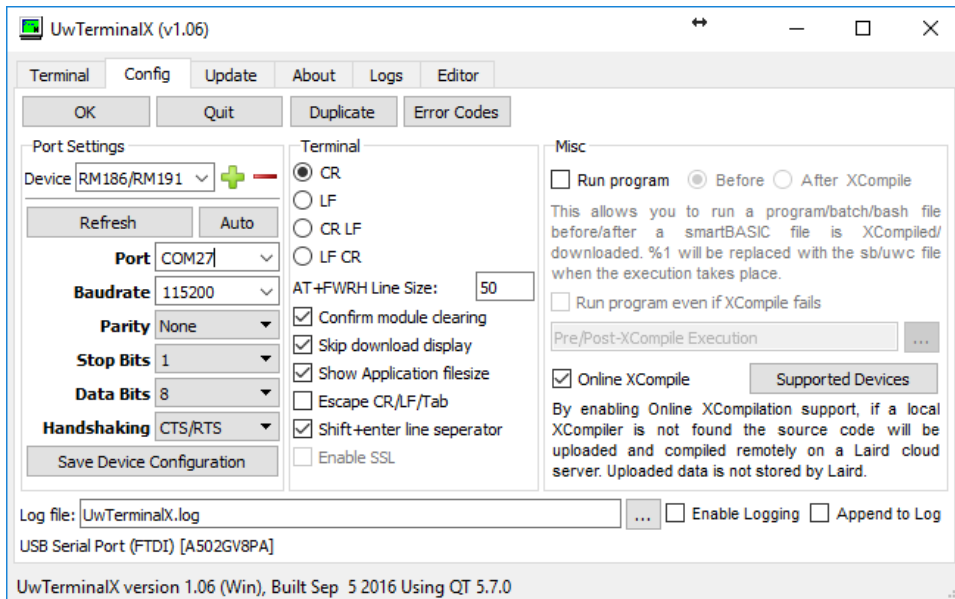 UwTerminalX (v1.06)
Terminal Config Update About Logs Editor
OK Quit Duplicate Error Codes
Port Settings
Device RM186/RM191
Refresh Auto
Port COM27
Baudrate 115200
Parity None
Stop Bits 1
Data Bits 8
Handshaking CTS/RTS
Save Device Configuration
Terminal
CR
LF
CR LF
LF CR
AT+FWRH Line Size: 50
Confirm module clearing
Skip download display
Show Application filesize
Escape CR/LF/Tab
Shift+enter line seperator
Enable SSL
Misc
Run program Before After XCompile
This allows you to run a program/batch/bash file
before/after a smartBASIC file is XCompiled/
downloaded. %1 will be replaced with the sb/uwc file
when the execution takes place.
Run program even if XCompile fails
Pre/Post-XCompile Execution ...
Online XCompile Supported Devices
By enabling Online XCompilation support, if a local
XCompiler is not found the source code will be
uploaded and compiled remotely on a Laird cloud
server. Uploaded data is not stored by Laird.
Log file: UwTerminalX.log ... Enable Logging Append to Log
USB Serial Port (FTDI) [A502GV8PA]
UwTerminalX version 1.06 (Win), Built Sep  5 2016 Using QT 5.7.0